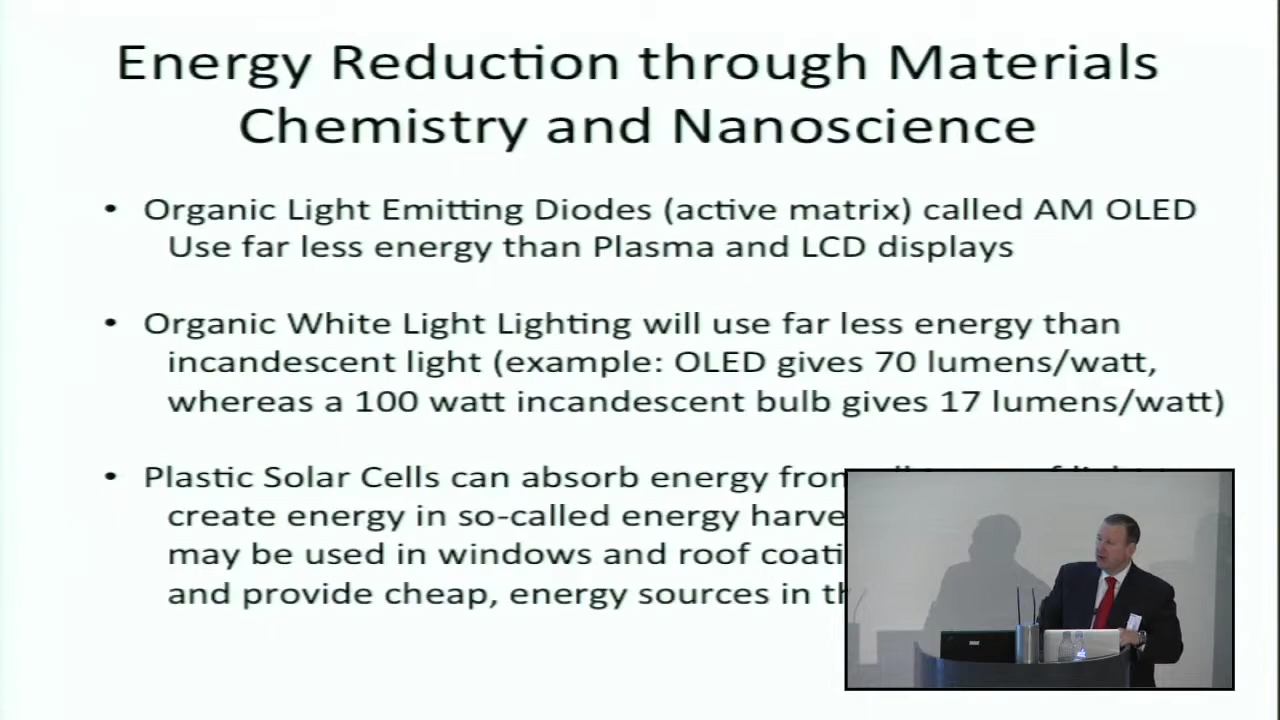 Energy Reduction through Materials
Chemistry and Nanoscience
• Organic Light Emitting Diodes (active matrix) called AM OLED
Use far less energy than Plasma and LCD displays
• Organic White Light Lighting will use far less energy than
incandescent light (example: OLED gives 70 lumens/watt,
whereas a 100 watt incandescent bulb gives 17 lumens/watt)
• Plastic Solar Cells can absorb energy
create energy in so-called energy
may be used in windows and roof
and provide cheap, energy sources in